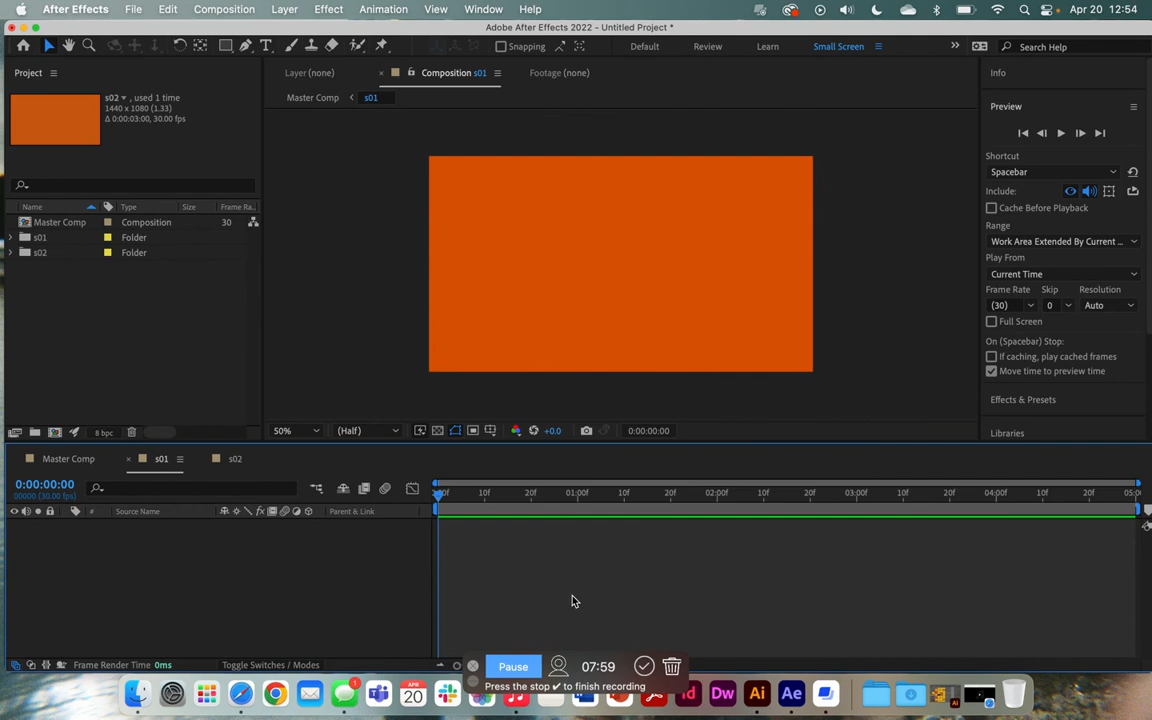 After Effects File Edit Composition Layer Effect Animation View Window Help Apr 20 12:54
Adobe After Effects 2022 - Untitled Project *
Snapping Default Review Learn Small Screen Search Help
Project
s02 , used 1 time
1440 x 1080 (1.33)
Δ 0:00:03:00, 30.00 fps
Name Type Size Frame Ra...
Master Comp Composition 30
s01 Folder
s02 Folder
8 bpc
Layer (none) Composition s01 Footage (none)
Master Comp s01
50% (Half) +0.0 0:00:00:00
Info
Preview
Shortcut
Spacebar
Include:
Cache Before Playback
Range
Work Area Extended By Current ...
Play From
Current Time
Frame Rate Skip Resolution
(30) 0 Auto
Full Screen
On (Spacebar) Stop:
If caching, play cached frames
Move time to preview time
Effects & Presets
Libraries
Master Comp s01 s02
0:00:00:00
00000 (30.00 fps)
:00f 10f 20f 01:00f 10f 20f 02:00f 10f 20f 03:00f 10f 20f 04:00f 10f 20f 05:0
# Source Name fx Parent & Link
Frame Render Time 0ms Toggle Switches / Modes
Pause 07:59
Press the stop ✔ to finish recording
1
APR
20
Id Dw Ai Ae